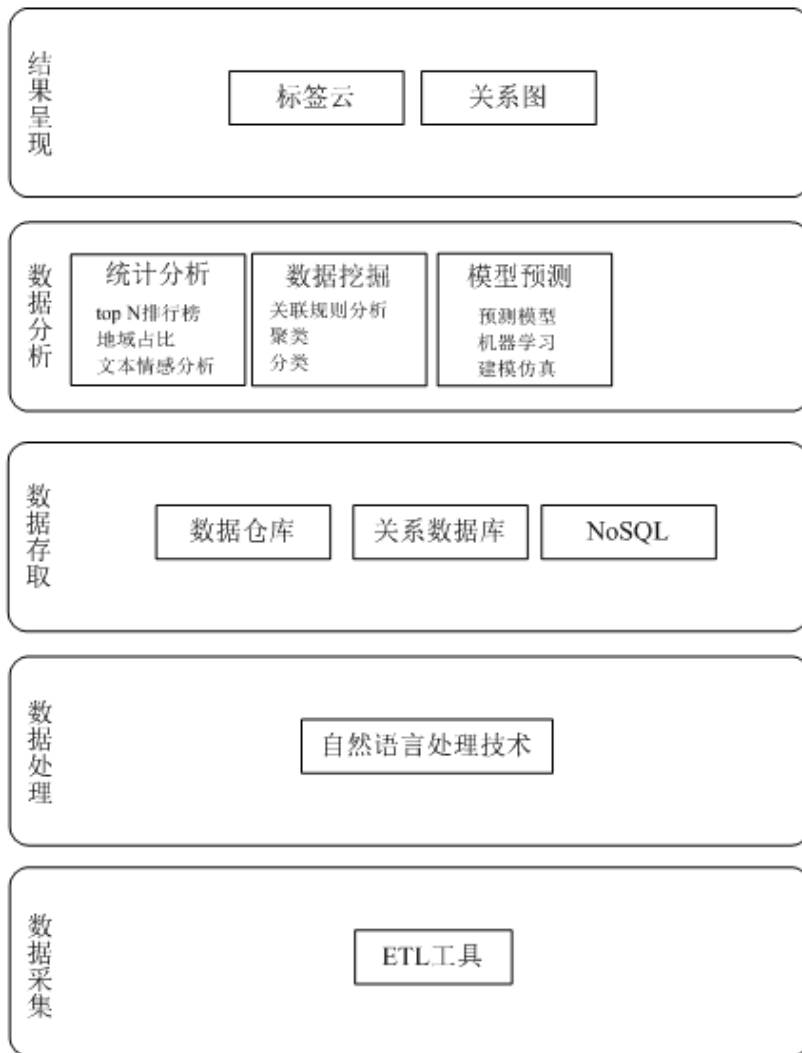 结果呈现
标签云
关系图
数据分析
统计分析
top N排行榜
地域占比
文本情感分析
数据挖掘
关联规则分析
聚类
分类
模型预测
预测模型
机器学习
建模仿真
数据存取
数据仓库
关系数据库
NoSQL
数据处理
自然语言处理技术
数据采集
ETL工具